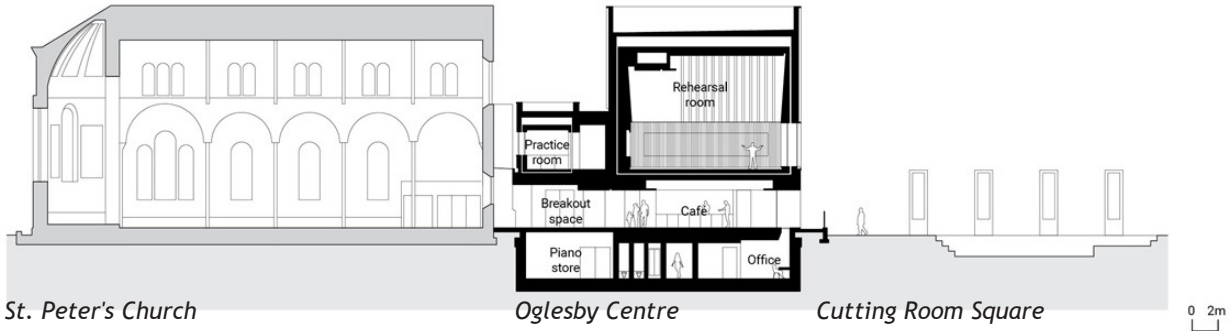 Rehearsal
room
Practice
room
Breakout
space
Café
Piano
store
Office
St. Peter's Church
Oglesby Centre
Cutting Room Square
0 2m